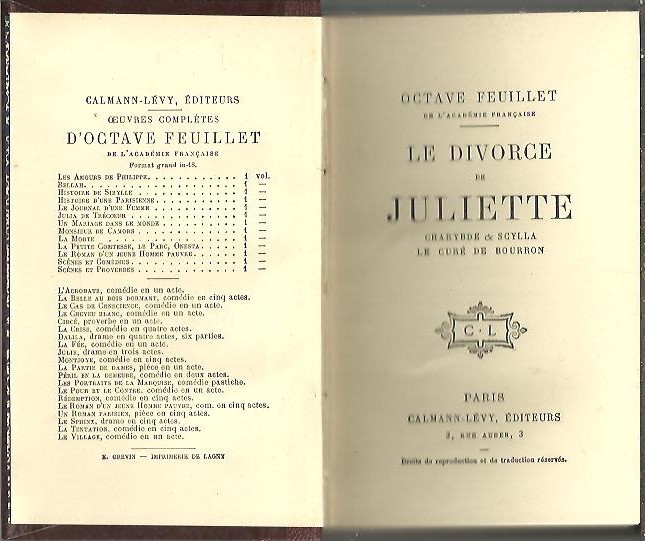 CALMANN-LÉVY, ÉDITEURS
ŒUVRES COMPLÈTES
D'OCTAVE FEUILLET
DE L'ACADÉMIE FRANÇAISE
Format grand in-18.
LES AMOURS DE PHILIPPE. . . . . . . . . . . . 1 vol.
BELLAH. . . . . . . . . . . . . . . . . . . . 1 —
HISTOIRE DE SIBYLLE . . . . . . . . . . . . . 1 —
HISTOIRE D'UNE PARISIENNE. . . . . . . . . . . 1 —
LE JOURNAL D'UNE FEMME . . . . . . . . . . . . 1 —
JULIA DE TRÉCŒUR . . . . . . . . . . . . . . 1 —
UN MARIAGE DANS LE MONDE . . . . . . . . . . . 1 —
MONSIEUR DE CAMORS . . . . . . . . . . . . . . 1 —
LA MORTE . . . . . . . . . . . . . . . . . . 1 —
LA PETITE COMTESSE, LE PARC, ONESTA. . . . . 1 —
LE ROMAN D'UN JEUNE HOMME PAUVRE. . . . . . 1 —
SCÈNES ET COMÉDIES. . . . . . . . . . . . . . 1 —
SCÈNES ET PROVERBES . . . . . . . . . . . . . 1 —
L'ACROBATE, comédie en un acte.
LA BELLE AU BOIS DORMANT, comédie en cinq actes.
LE CAS DE CONSCIENCE, comédie en un acte.
LE CHEVEU BLANC, comédie en un acte.
CIRCÉ, proverbe en un acte.
LA CRISE, comédie en quatre actes.
DALILA, drame en quatre actes, six parties.
LA FÉE, comédie en un acte.
JULIE, drame en trois actes.
MONTJOYE, comédie en cinq actes.
LA PARTIE DE DAMES, pièce en un acte.
PÉRIL EN LA DEMEURE, comédie en deux actes.
LES PORTRAITS DE LA MARQUISE, comédie pastiche.
LE POUR ET LE CONTRE, comédie en un acte.
RÉDEMPTION, comédie en cinq actes.
LE ROMAN D'UN JEUNE HOMME PAUVRE, com. en cinq actes.
UN ROMAN PARISIEN, pièce en cinq actes.
LE SPHINX, drame en cinq actes.
LA TENTATION, comédie en cinq actes.
LE VILLAGE, comédie en un acte.
E. GREVIN — IMPRIMERIE DE LAGNY
OCTAVE FEUILLET
DE L'ACADÉMIE FRANÇAISE
LE DIVORCE
DE
JULIETTE
CHARYBDE & SCYLLA
LE CURÉ DE BOURRON
C·L
PARIS
CALMANN-LÉVY, ÉDITEURS
3, RUE AUBER, 3
Droits de reproduction et de traduction réservés.